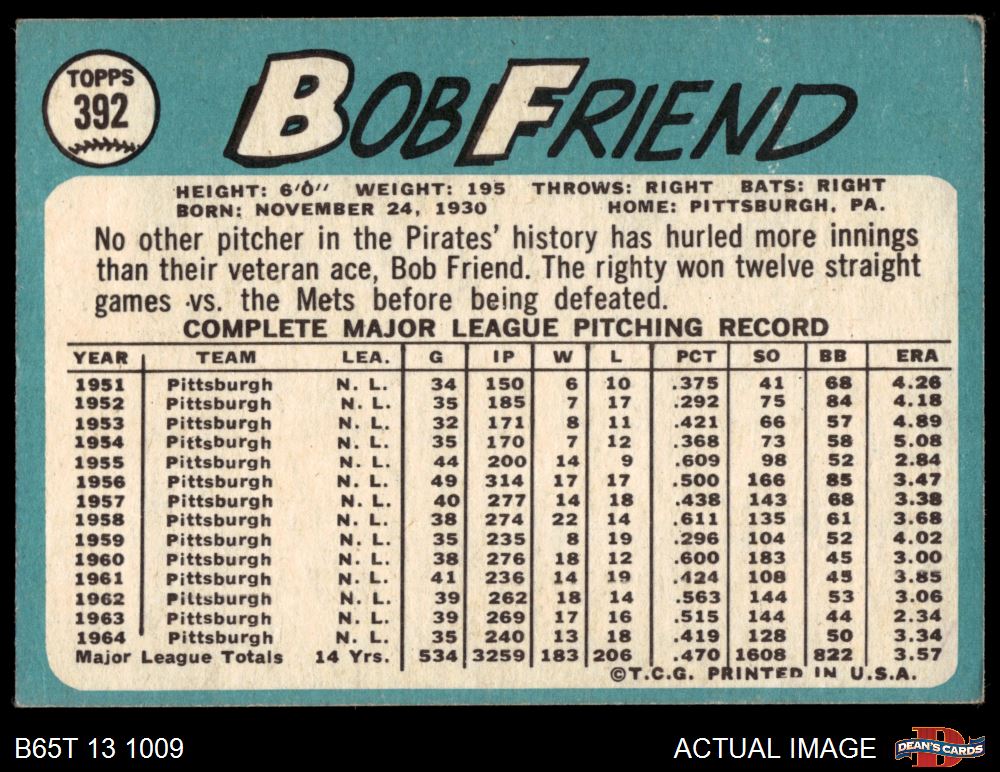 TOPPS
392
BOB FRIEND
HEIGHT: 6'0" WEIGHT: 195 THROWS: RIGHT BATS: RIGHT
BORN: NOVEMBER 24, 1930 HOME: PITTSBURGH, PA.
No other pitcher in the Pirates' history has hurled more innings
than their veteran ace, Bob Friend. The righty won twelve straight
games vs. the Mets before being defeated.
COMPLETE MAJOR LEAGUE PITCHING RECORD
YEAR TEAM LEA. G IP W L PCT SO BB ERA
1951 Pittsburgh N. L. 34 150 6 10 .375 41 68 4.26
1952 Pittsburgh N. L. 35 185 7 17 .292 75 84 4.18
1953 Pittsburgh N. L. 32 171 8 11 .421 66 57 4.89
1954 Pittsburgh N. L. 35 170 7 12 .368 73 58 5.08
1955 Pittsburgh N. L. 44 200 14 9 .609 98 52 2.84
1956 Pittsburgh N. L. 49 314 17 17 .500 166 85 3.47
1957 Pittsburgh N. L. 40 277 14 18 .438 143 68 3.38
1958 Pittsburgh N. L. 38 274 22 14 .611 135 61 3.68
1959 Pittsburgh N. L. 35 235 8 19 .296 104 52 4.02
1960 Pittsburgh N. L. 38 276 18 12 .600 183 45 3.00
1961 Pittsburgh N. L. 41 236 14 19 .424 108 45 3.85
1962 Pittsburgh N. L. 39 262 18 14 .563 144 53 3.06
1963 Pittsburgh N. L. 39 269 17 16 .515 144 44 2.34
1964 Pittsburgh N. L. 35 240 13 18 .419 128 50 3.34
Major League Totals 14 Yrs. 534 3259 183 206 .470 1608 822 3.57
©T.C.G. PRINTED IN U.S.A.
B65T 13 1009 ACTUAL IMAGE
D
DEAN'S CARDS